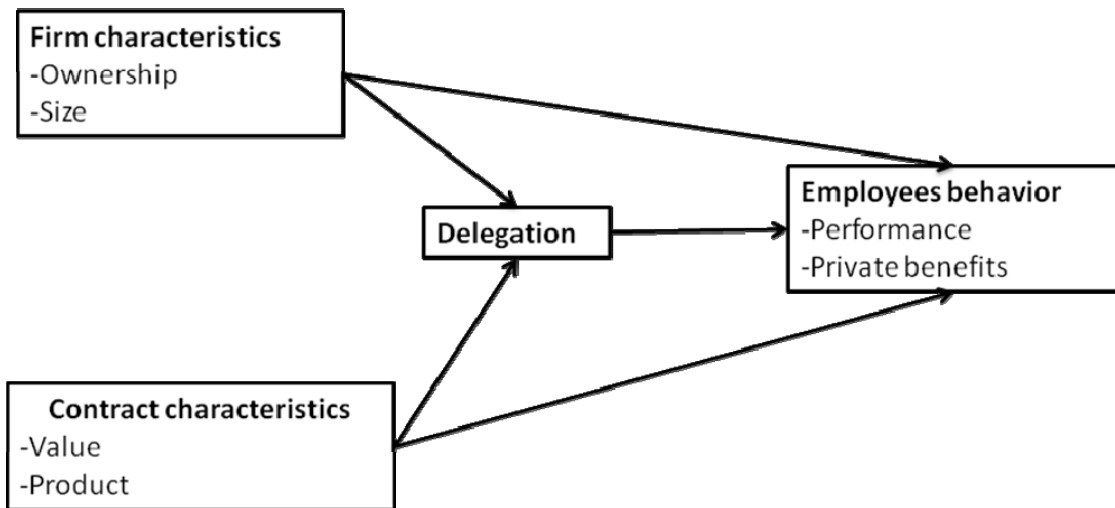 Firm characteristics
-Ownership
-Size
Delegation
Employees behavior
-Performance
-Private benefits
Contract characteristics
-Value
-Product